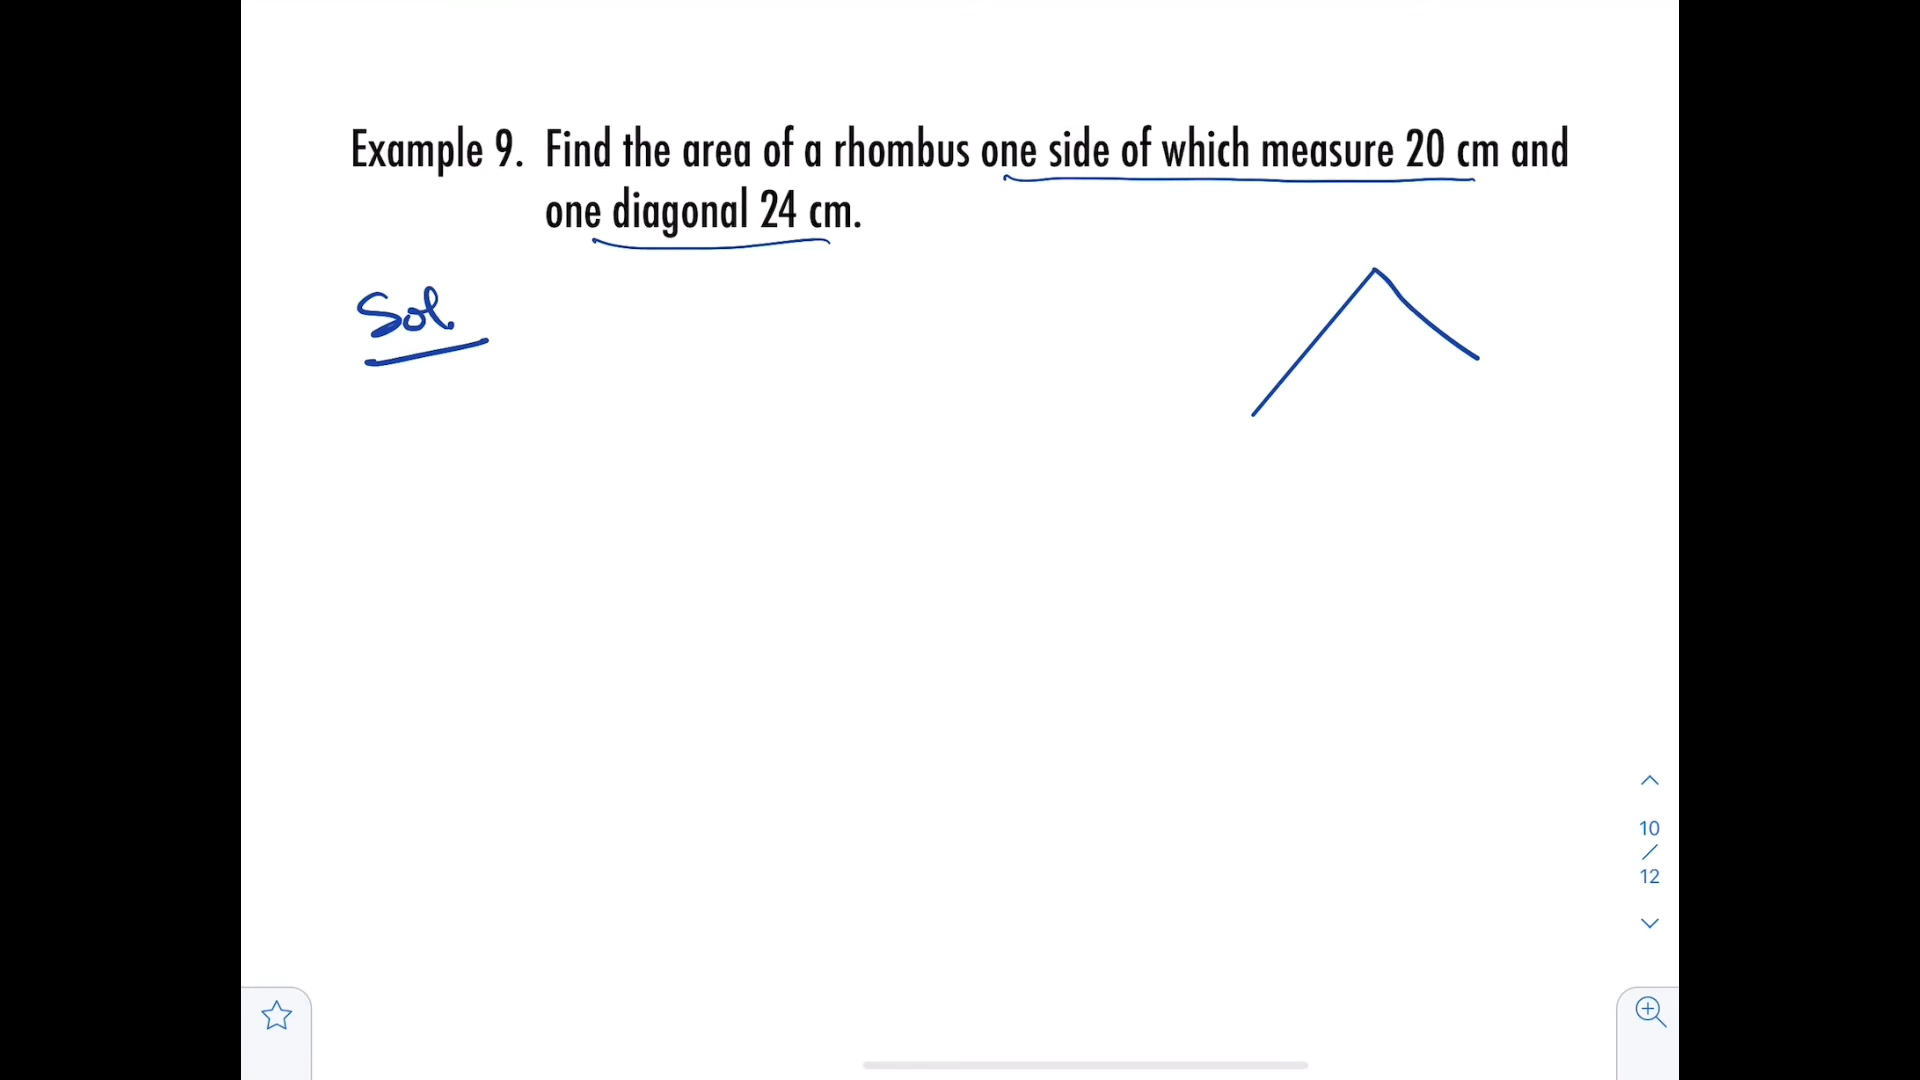 Example 9. Find the area of a rhombus one side of which measure 20 cm and
one diagonal 24 cm.
Sol.
10
/
12